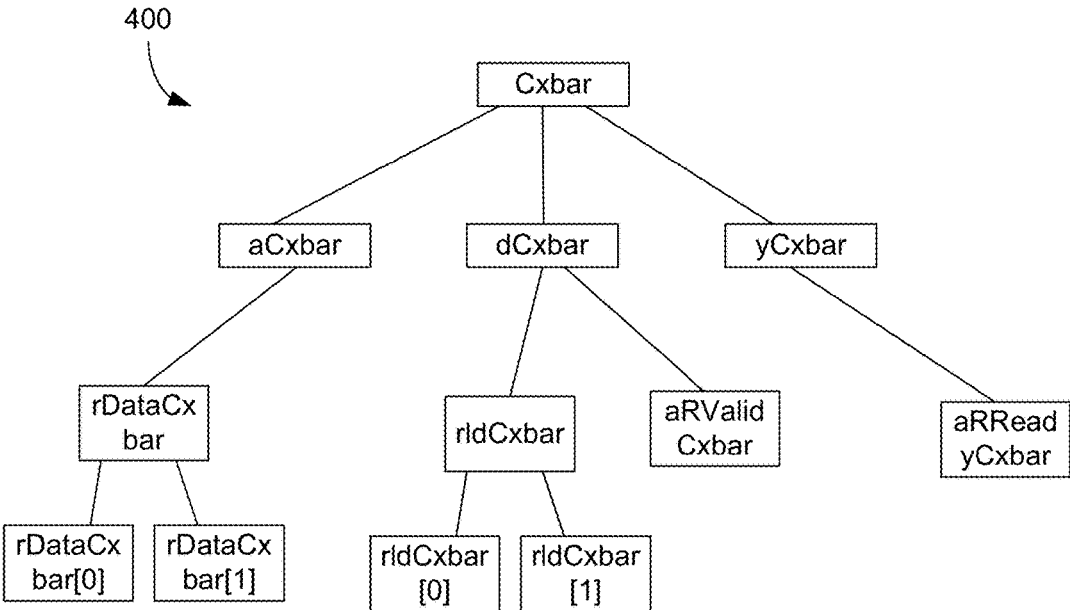 400
Cxbar
aCxbar
dCxbar
yCxbar
rDataCx
bar
rIdCxbar
aRValid
Cxbar
aRRead
yCxbar
rDataCx
bar[0]
rDataCx
bar[1]
rIdCxbar
[0]
rIdCxbar
[1]